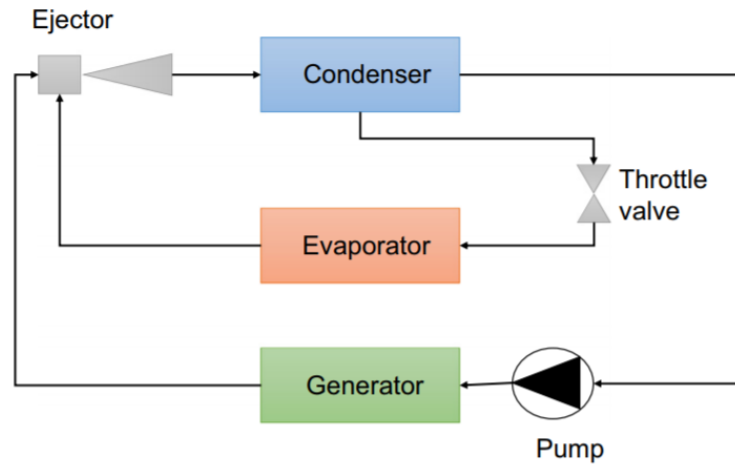 Ejector
Condenser
Throttle
valve
Evaporator
Generator
Pump